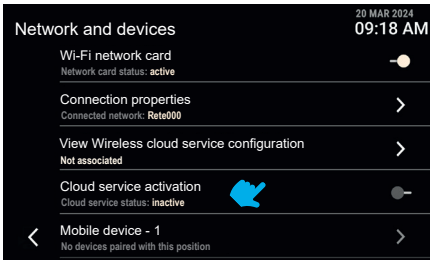 20 MAR 2024
Network and devices 09:18 AM
Wi-Fi network card
Network card status: active
Connection properties
Connected network: Rete000
View Wireless cloud service configuration
Not associated
Cloud service activation
Cloud service status: inactive
Mobile device - 1
No devices paired with this position